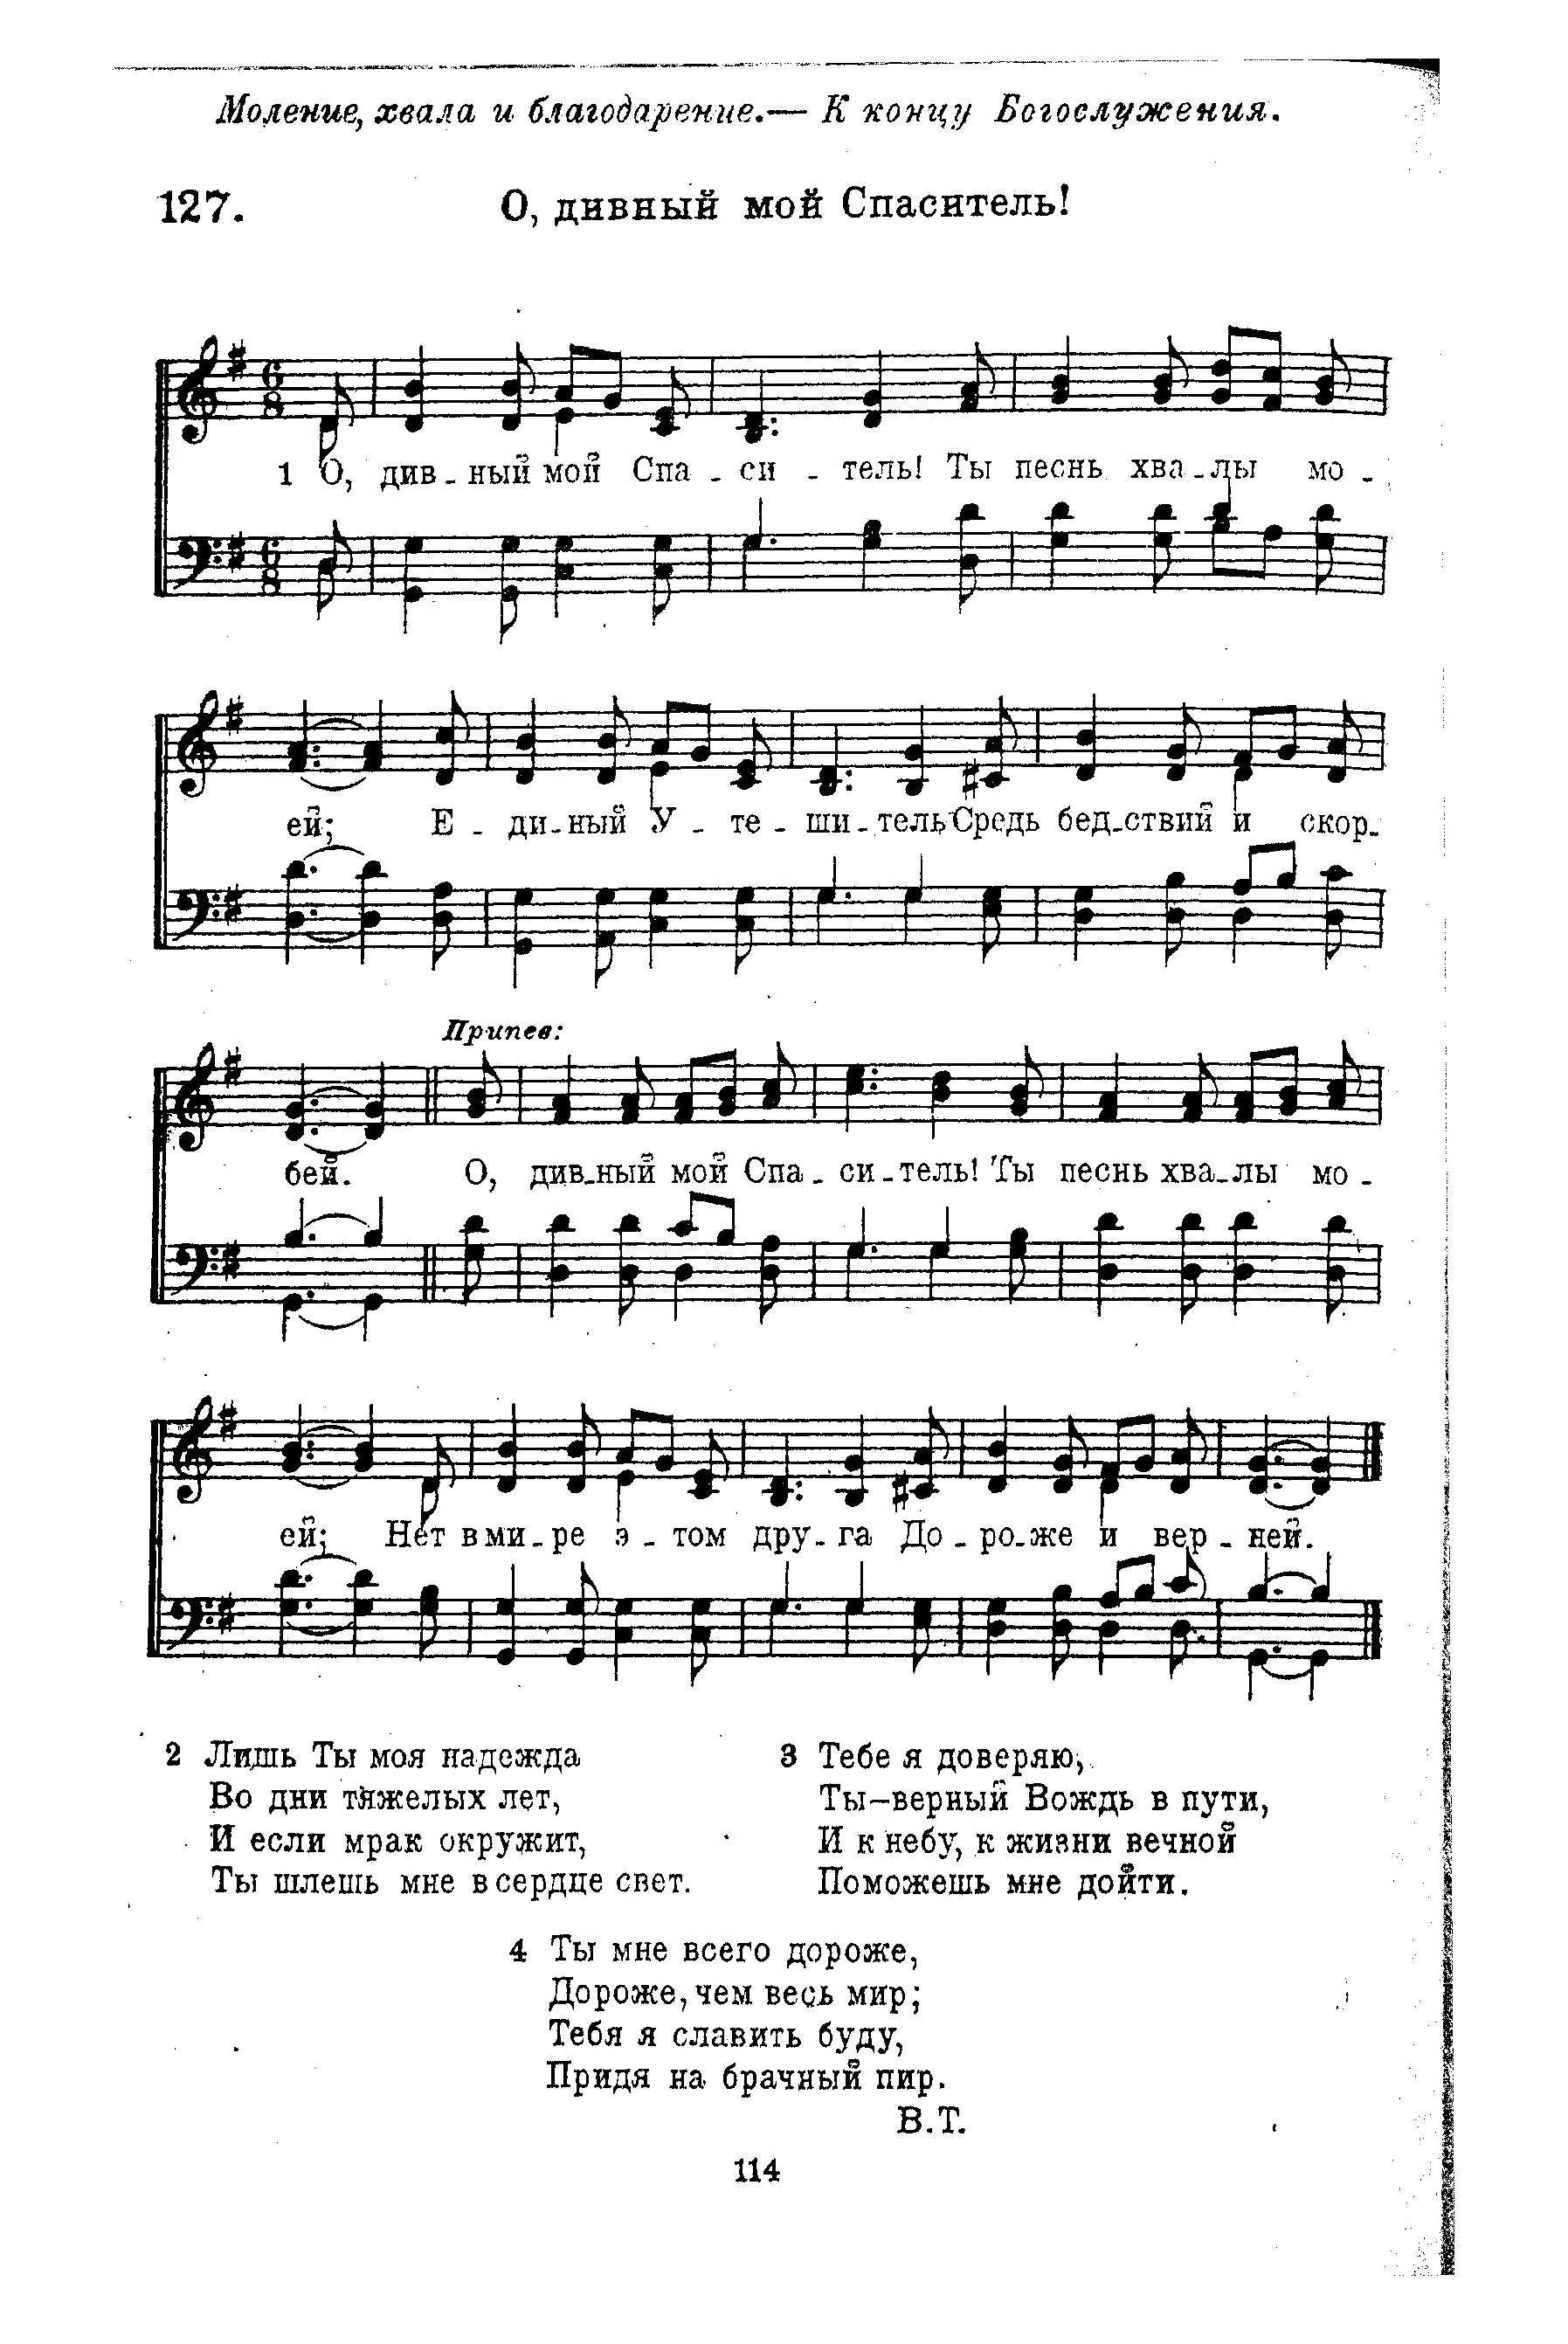 Моление, хвала и благодарение.— К концу Богослужения.
127. О, дивный мой Спаситель!
1 О, див - ный мой Спа - си - тель! Ты песнь хва - лы мо -
ей; Е - ди - ный У - те - ши - тель Средь бед - ствий и скор -
Припев:
бей. О, див - ный мой Спа - си - тель! Ты песнь хва - лы мо -
ей; Нет в ми - ре э - том дру - га До - ро - же и вер - ней.
2 Лишь Ты моя надежда
Во дни тяжелых лет,
И если мрак окружит,
Ты шлешь мне в сердце свет.
3 Тебе я доверяю,
Ты—верный Вождь в пути,
И к небу, к жизни вечной
Поможешь мне дойти.
4 Ты мне всего дороже,
Дороже, чем весь мир;
Тебя я славить буду,
Придя на брачный пир.
В.Т.
114